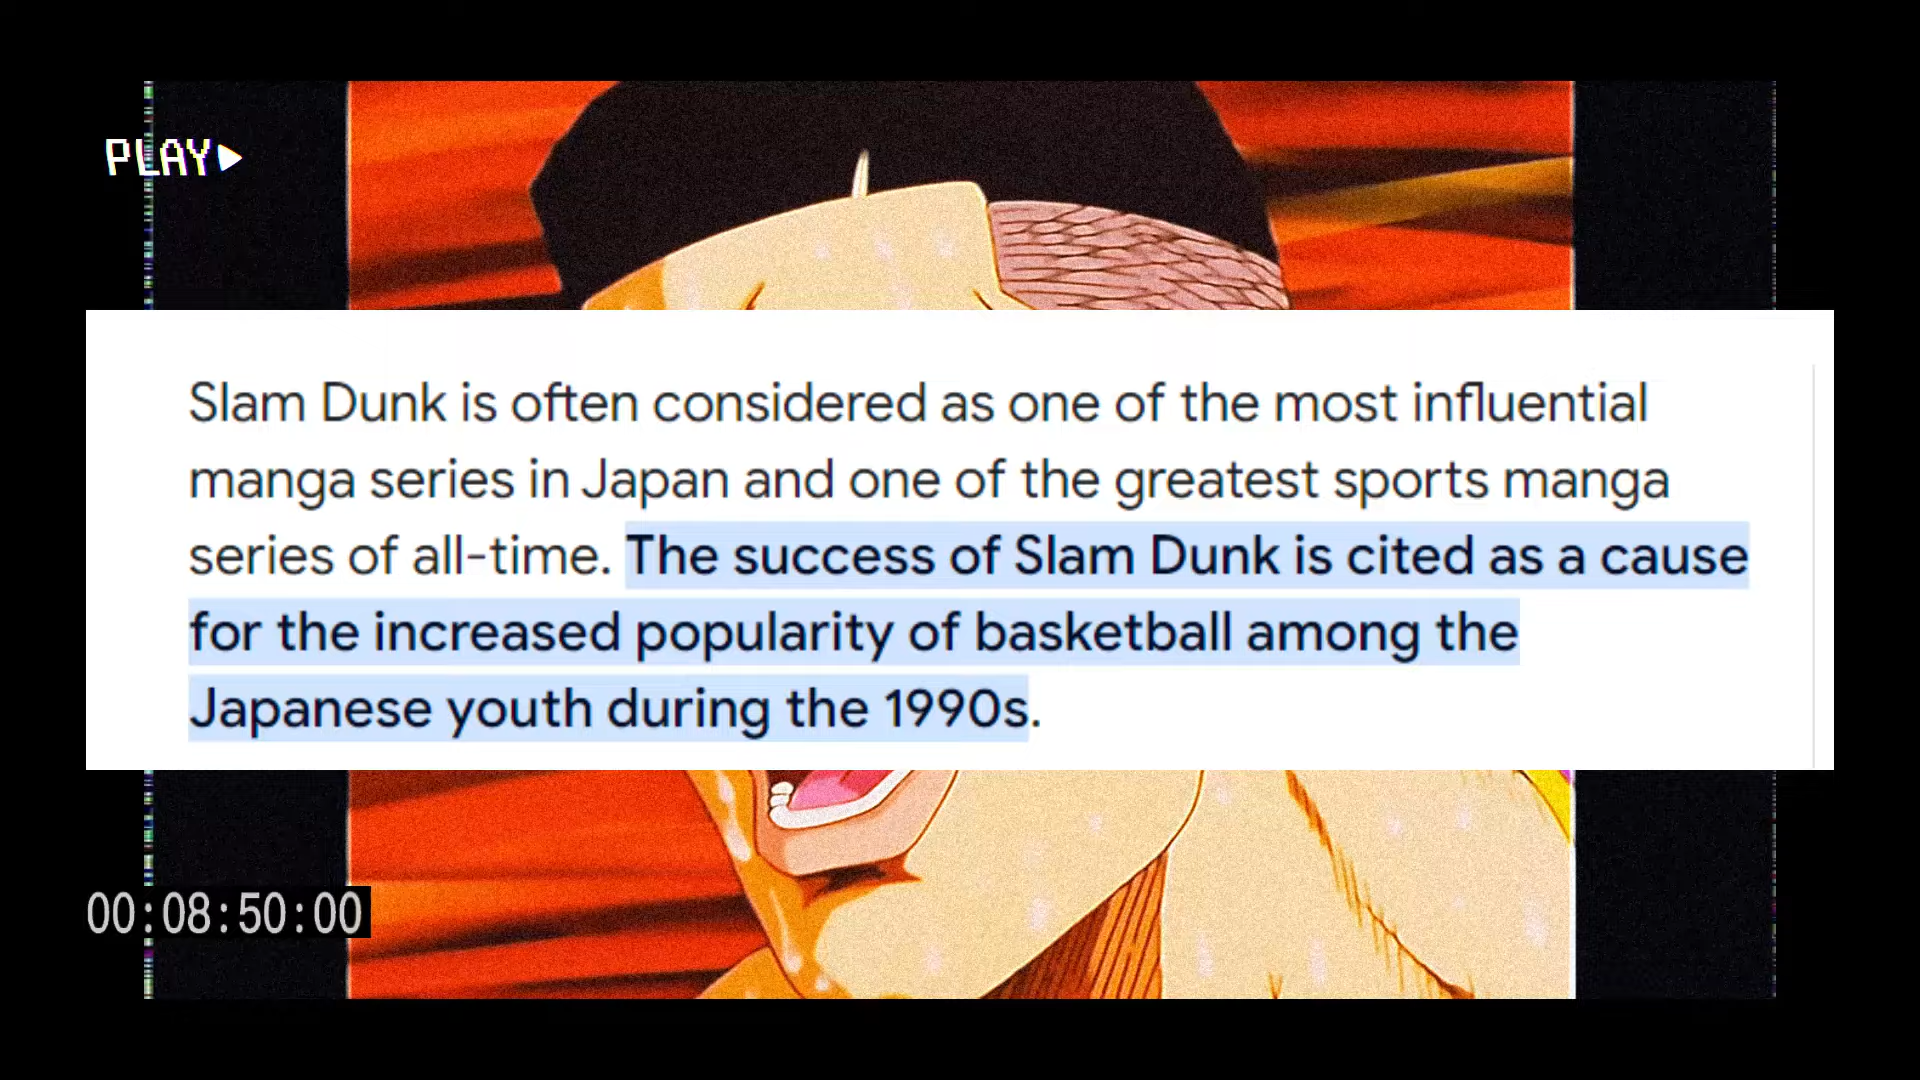 PLAY
Slam Dunk is often considered as one of the most influential
manga series in Japan and one of the greatest sports manga
series of all-time. The success of Slam Dunk is cited as a cause
for the increased popularity of basketball among the
Japanese youth during the 1990s.
00:08:50:00